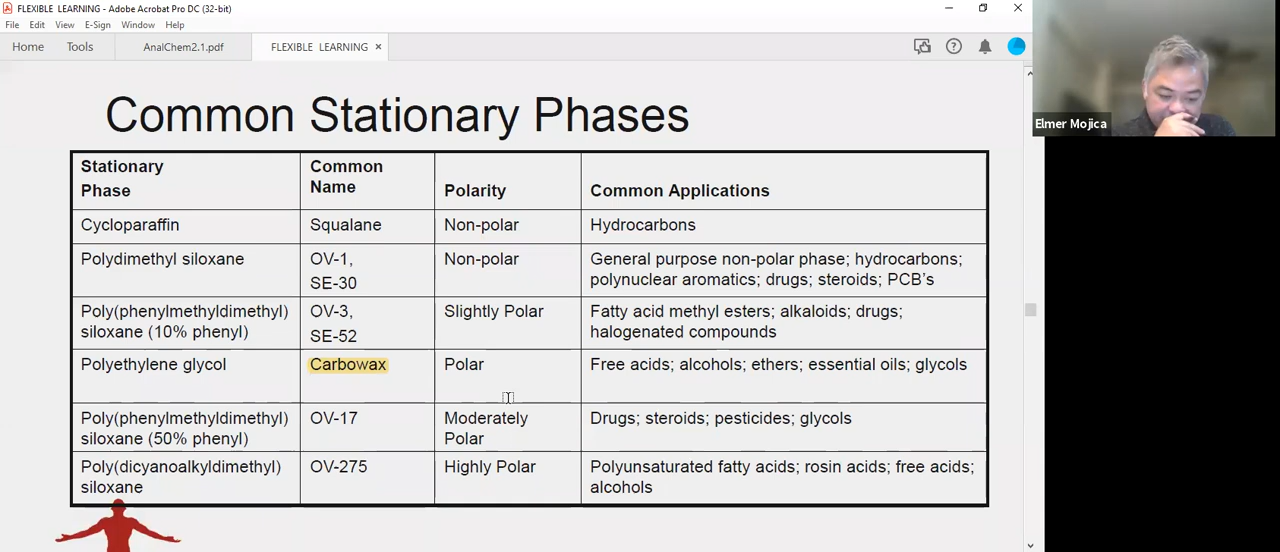 FLEXIBLE LEARNING - Adobe Acrobat Pro DC (32-bit)
File Edit View E-Sign Window Help
Home Tools AnalChem2.1.pdf FLEXIBLE LEARNING ×
Elmer Mojica
Common Stationary Phases
Stationary
Phase
Common
Name
Polarity
Common Applications
Cycloparaffin
Squalane
Non-polar
Hydrocarbons
Polydimethyl siloxane
OV-1,
SE-30
Non-polar
General purpose non-polar phase; hydrocarbons;
polynuclear aromatics; drugs; steroids; PCB's
Poly(phenylmethyldimethyl)
siloxane (10% phenyl)
OV-3,
SE-52
Slightly Polar
Fatty acid methyl esters; alkaloids; drugs;
halogenated compounds
Polyethylene glycol
Carbowax
Polar
Free acids; alcohols; ethers; essential oils; glycols
Poly(phenylmethyldimethyl)
siloxane (50% phenyl)
OV-17
Moderately
Polar
Drugs; steroids; pesticides; glycols
Poly(dicyanoalkyldimethyl)
siloxane
OV-275
Highly Polar
Polyunsaturated fatty acids; rosin acids; free acids;
alcohols